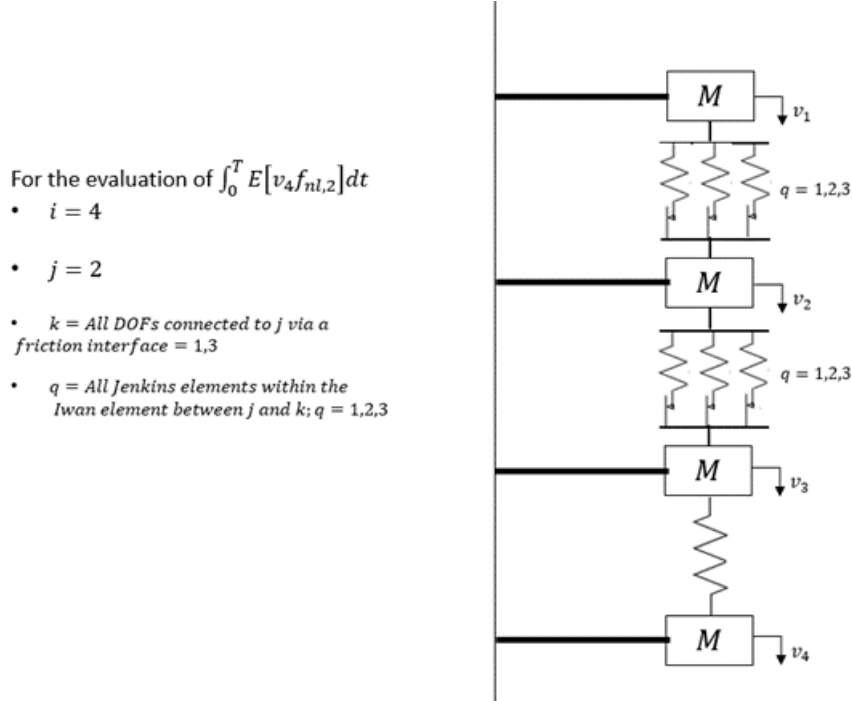 For the evaluation of ∫₀ᵀ E[v₄fₙₗ,₂]dt
• i = 4
• j = 2
• k = All DOFs connected to j via a
friction interface = 1,3
• q = All Jenkins elements within the
Iwan element between j and k; q = 1,2,3
M
v₁
q = 1,2,3
M
v₂
q = 1,2,3
M
v₃
M
v₄